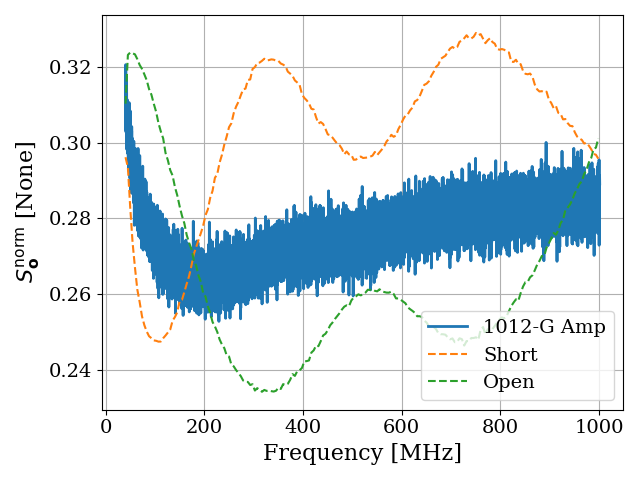 0.32
0.30
0.28
0.26
0.24
0
200
400
600
800
1000
S_o^norm [None]
Frequency [MHz]
1012-G Amp
Short
Open